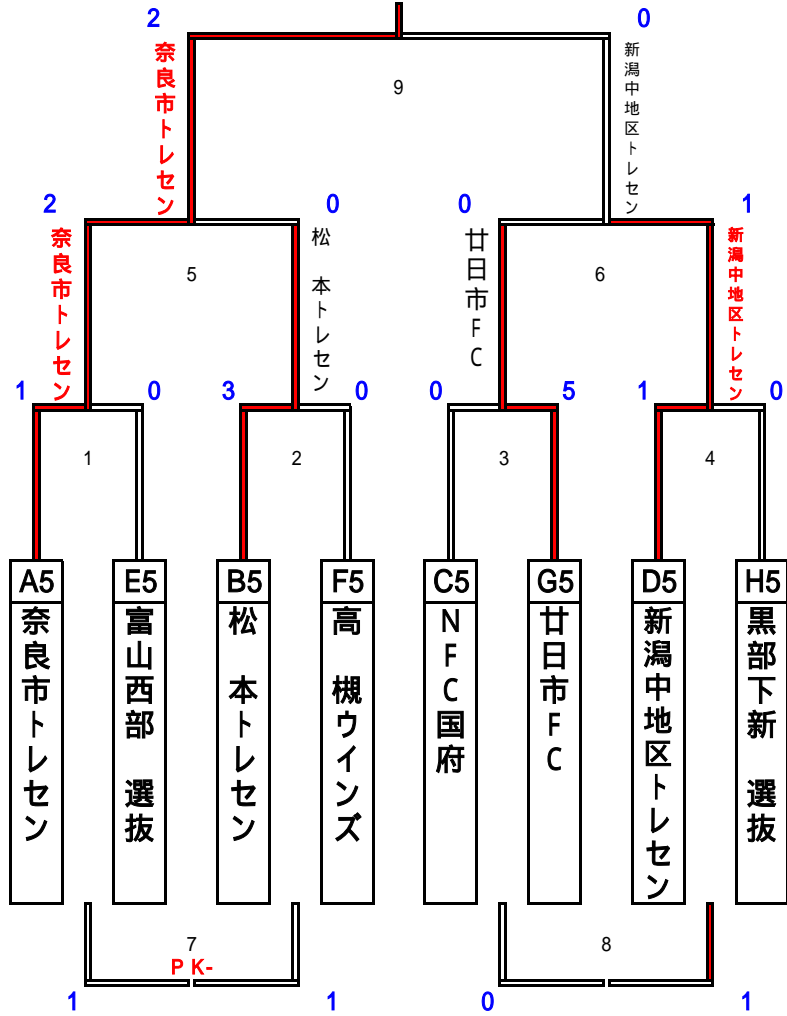 2
0
奈良市トレセン
新潟中地区トレセン
9
2
0
0
1
奈良市トレセン
松 本トレセン
廿日市FC
新潟中地区トレセン
5
6
1
0
3
0
0
5
1
0
1
2
3
4
A5
E5
B5
F5
C5
G5
D5
H5
奈良市トレセン
富山西部 選抜
松 本トレセン
高 槻ウインズ
NFC国府
廿日市FC
新潟中地区トレセン
黒部下新 選抜
7
PK-
8
1
1
0
1